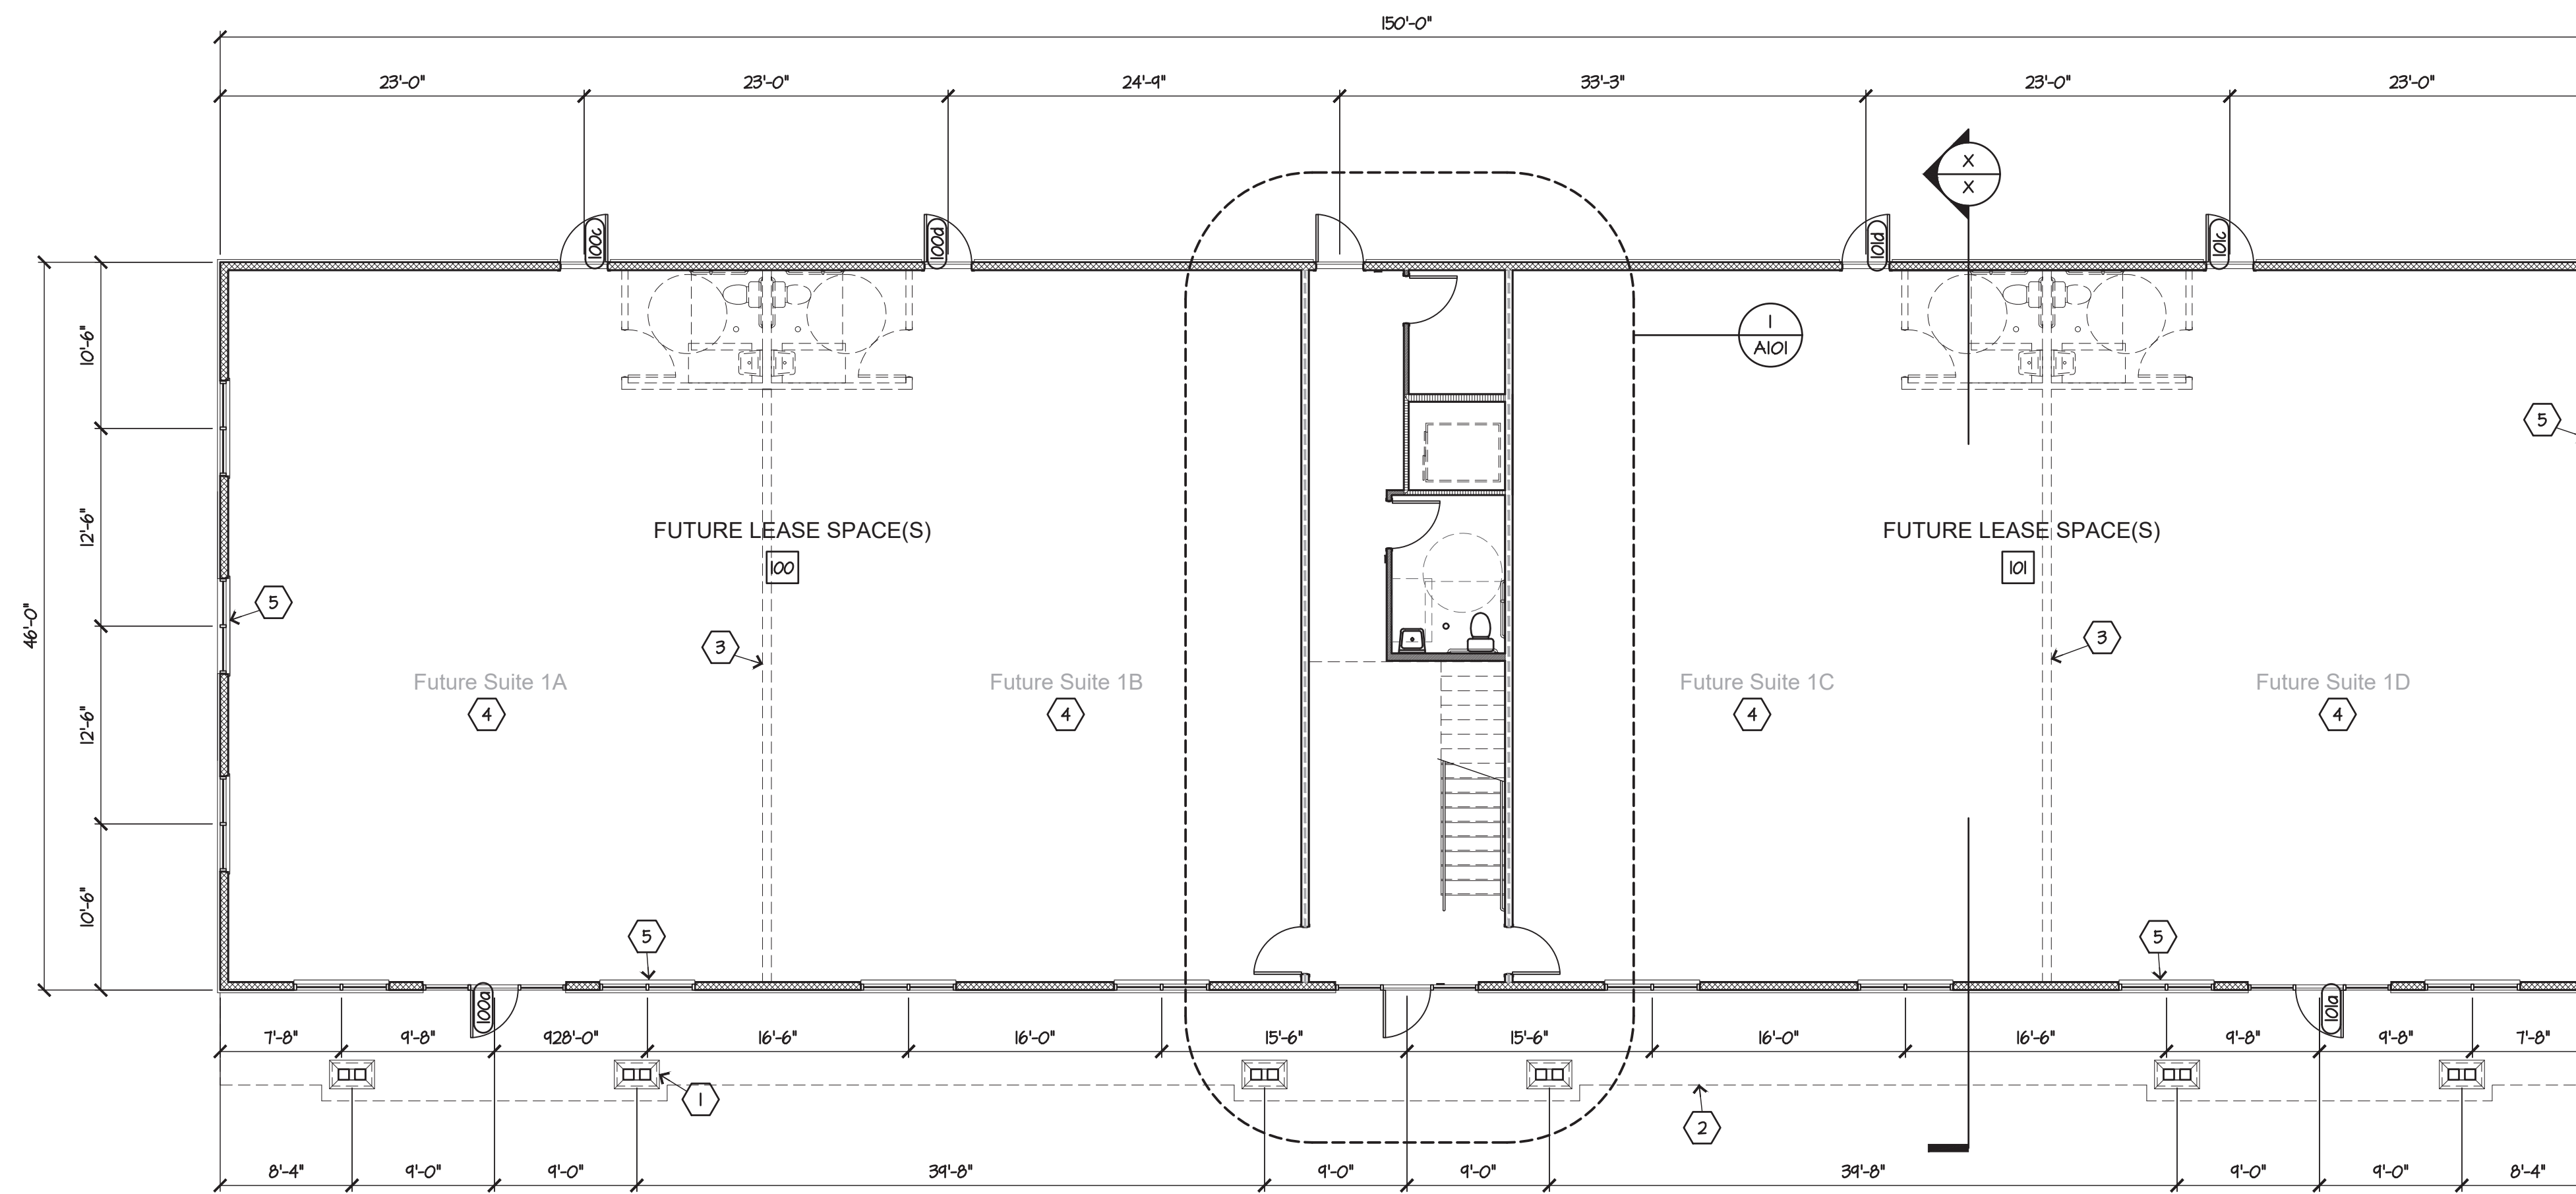 150'-0"
23'-0" 23'-0" 24'-9" 33'-3" 23'-0" 23'-0"
X
X
100c 100d 101d 101c
1
A101
10'-6"
5
12'-6"
FUTURE LEASE SPACE(S) FUTURE LEASE SPACE(S)
100 101
5
46'-0"
3 3
Future Suite 1A Future Suite 1B Future Suite 1C Future Suite 1D
4 4 4 4
12'-6"
10'-6"
5 5
100a 101a
7'-8" 9'-8" 928'-0" 16'-6" 16'-0" 15'-6" 15'-6" 16'-0" 16'-6" 9'-8" 9'-8" 7'-8"
1
2
8'-4" 9'-0" 9'-0" 39'-8" 9'-0" 9'-0" 39'-8" 9'-0" 9'-0" 8'-4"